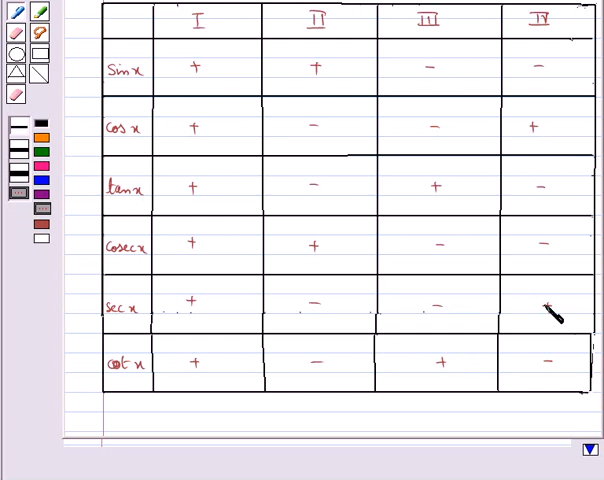 I II III IV
sin x + + - -
cos x + - - +
tan x + - + -
cosec x + + - -
sec x + - - +
cot x + - + -